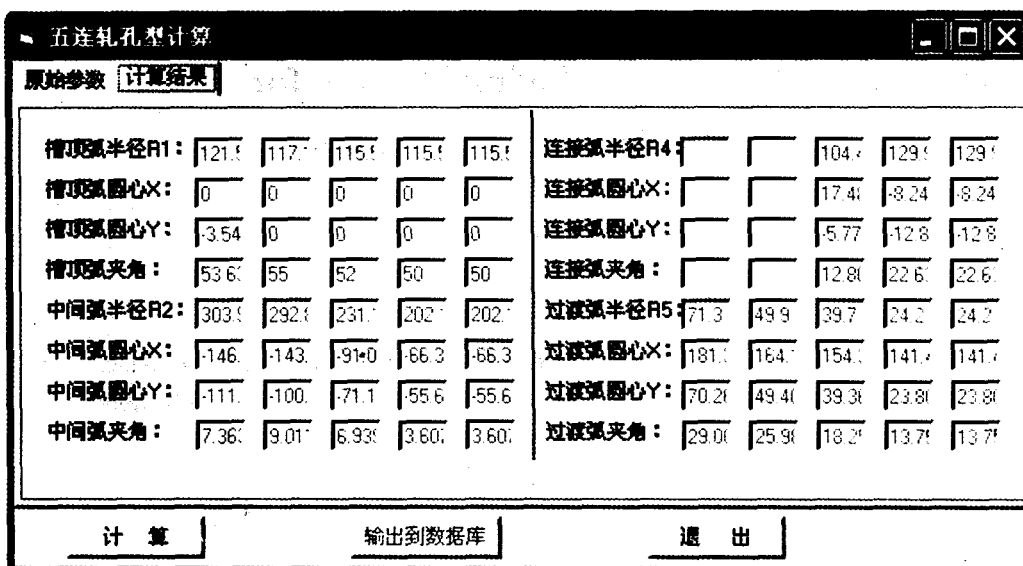 五连轧孔型计算
原始参数 计算结果
槽顶弧半径R1: 121.5 117. 115.5 115.5 115.5
槽顶弧圆心X: 0 0 0 0 0
槽顶弧圆心Y: -3.54 0 0 0 0
槽顶弧夹角: 53.6 55 52 50 50
中间弧半径R2: 303. 292. 231. 202 202.
中间弧圆心X: -146. -143. -91.0 -66.3 -66.3
中间弧圆心Y: -111. -100. -71.1 -55.6 -55.6
中间弧夹角: 7.36 9.01 6.93 3.60 3.60
连接弧半径R4: 104. 129. 129
连接弧圆心X: 17.4 -8.24 -8.24
连接弧圆心Y: -5.77 -12.8 -12.8
连接弧夹角: 12.8 22.6 22.6
过渡弧半径R5: 71.3 49.9 39.7 24.2 24.2
过渡弧圆心X: 181. 164. 154. 141. 141.
过渡弧圆心Y: 70.2 49.4 39.3 23.8 23.8
过渡弧夹角: 29.0 25.9 18.2 13.7 13.7
计 算 输出到数据库 退 出